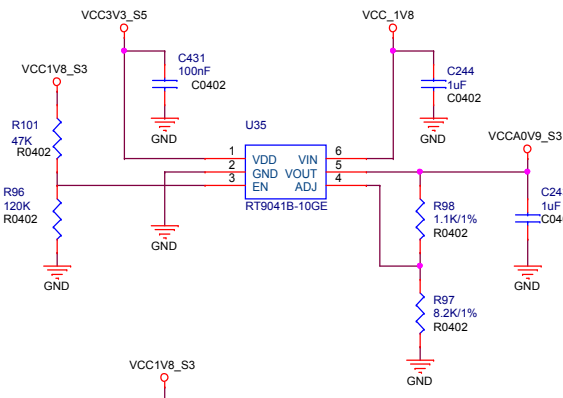 VCC3V3_S5
VCC_1V8
VCC1V8_S3
C431
100nF
C0402
GND
C244
1uF
C0402
GND
VCCA0V9_S3
R101
47K
R0402
U35
1
2
3
VDD
GND
EN
VIN
VOUT
ADJ
6
5
4
RT9041B-10GE
R96
120K
R0402
GND
GND
R98
1.1K/1%
R0402
C24
1uF
C04
GND
R97
8.2K/1%
R0402
GND
VCC1V8_S3